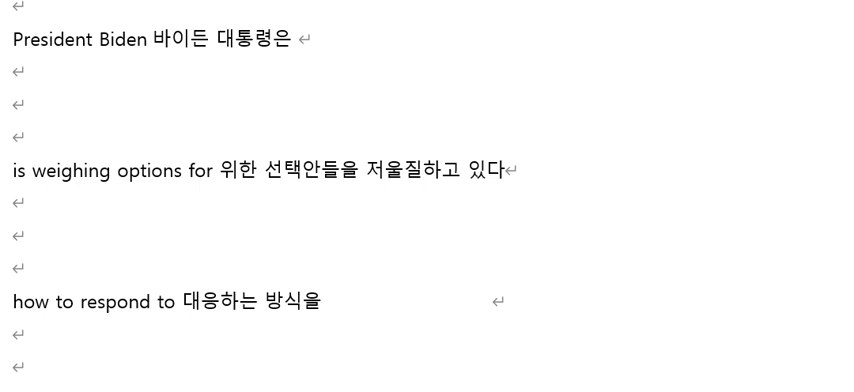 President Biden 바이든 대통령은
is weighing options for 위한 선택안들을 저울질하고 있다
how to respond to 대응하는 방식을